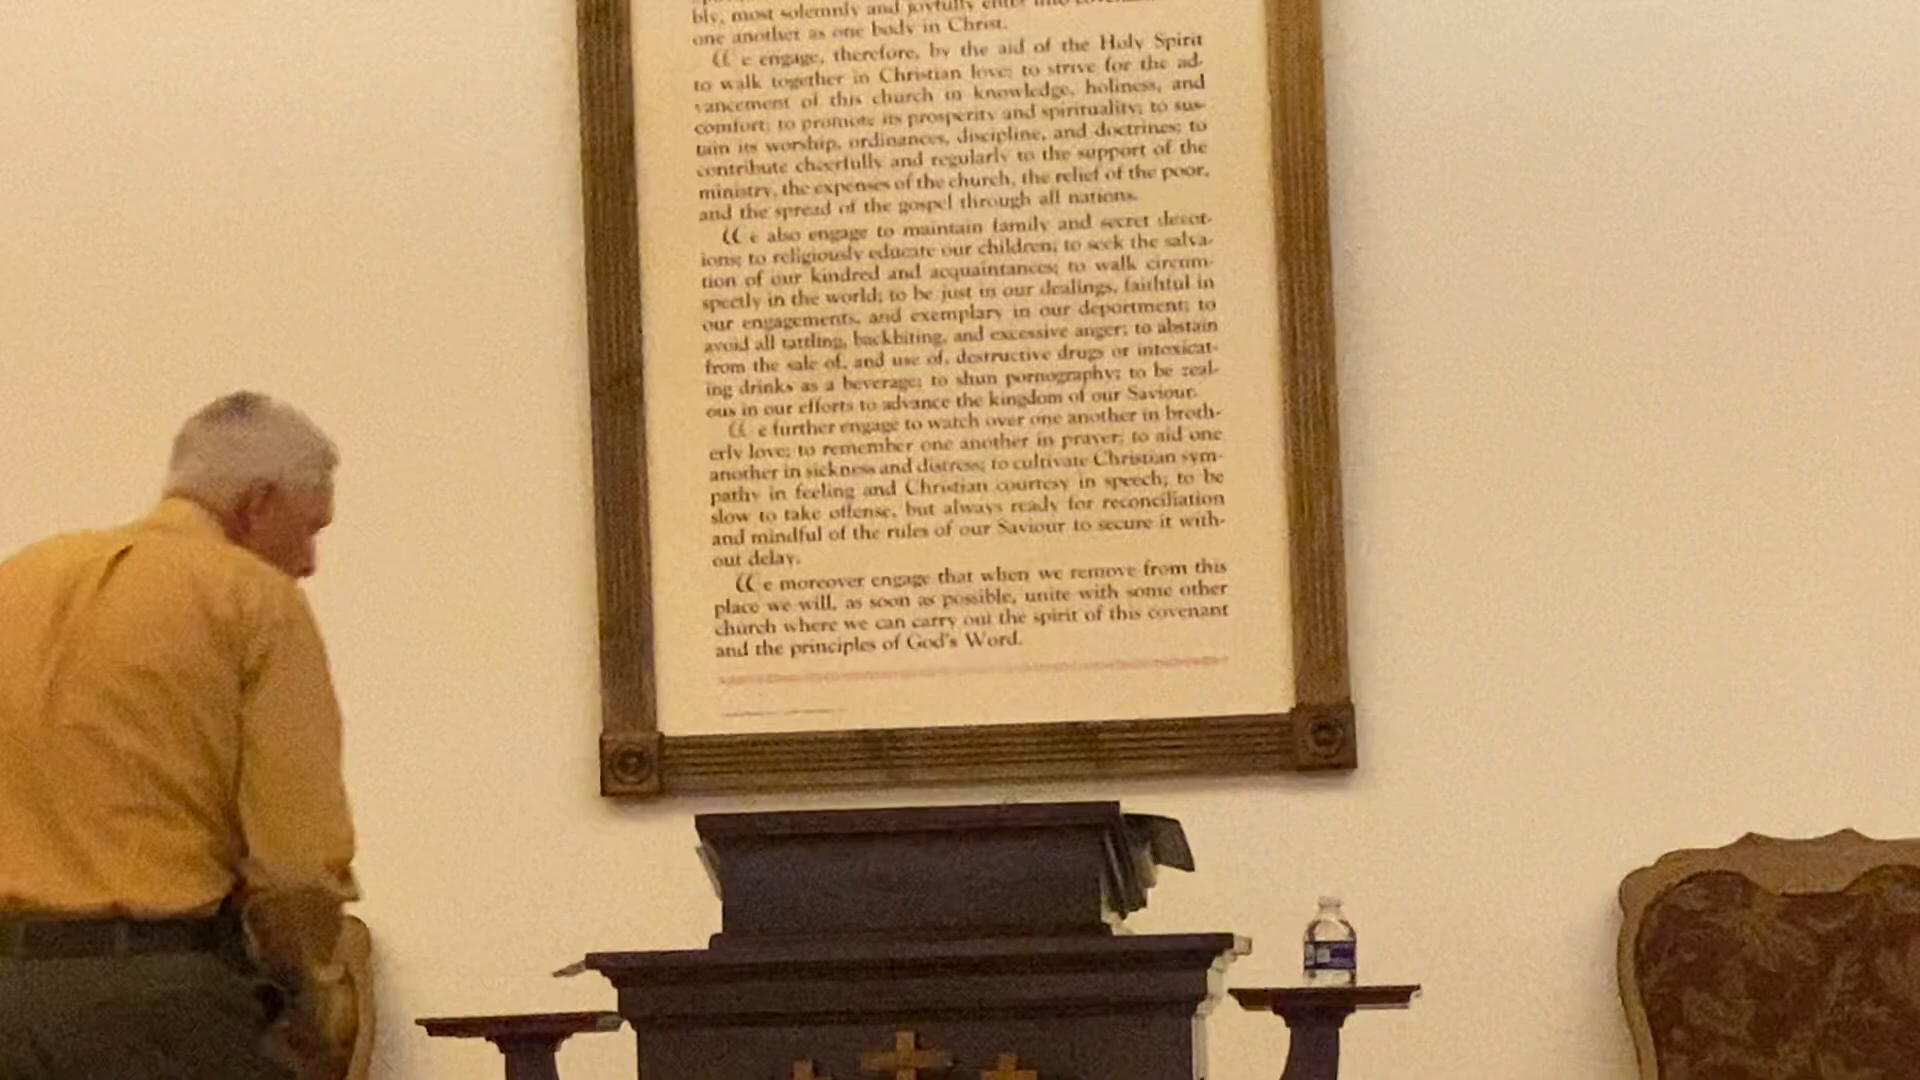 bly, most solemnly and joyfully enter into
one another as one body in Christ.
We engage, therefore, by the aid of the Holy Spirit
to walk together in Christian love; to strive for the ad-
vancement of this church in knowledge, holiness, and
comfort; to promote its prosperity and spirituality; to sus-
tain its worship, ordinances, discipline, and doctrines; to
contribute cheerfully and regularly to the support of the
ministry, the expenses of the church, the relief of the poor,
and the spread of the gospel through all nations.
We also engage to maintain family and secret devot-
ions; to religiously educate our children; to seek the salva-
tion of our kindred and acquaintances; to walk circum-
spectly in the world; to be just in our dealings, faithful in
our engagements, and exemplary in our deportment; to
avoid all tattling, backbiting, and excessive anger; to abstain
from the sale of, and use of, destructive drugs or intoxicat-
ing drinks as a beverage; to shun pornography; to be zeal-
ous in our efforts to advance the kingdom of our Saviour.
We further engage to watch over one another in broth-
erly love; to remember one another in prayer; to aid one
another in sickness and distress; to cultivate Christian sym-
pathy in feeling and Christian courtesy in speech; to be
slow to take offense, but always ready for reconciliation
and mindful of the rules of our Saviour to secure it with-
out delay.
We moreover engage that when we remove from this
place we will, as soon as possible, unite with some other
church where we can carry out the spirit of this covenant
and the principles of God's Word.